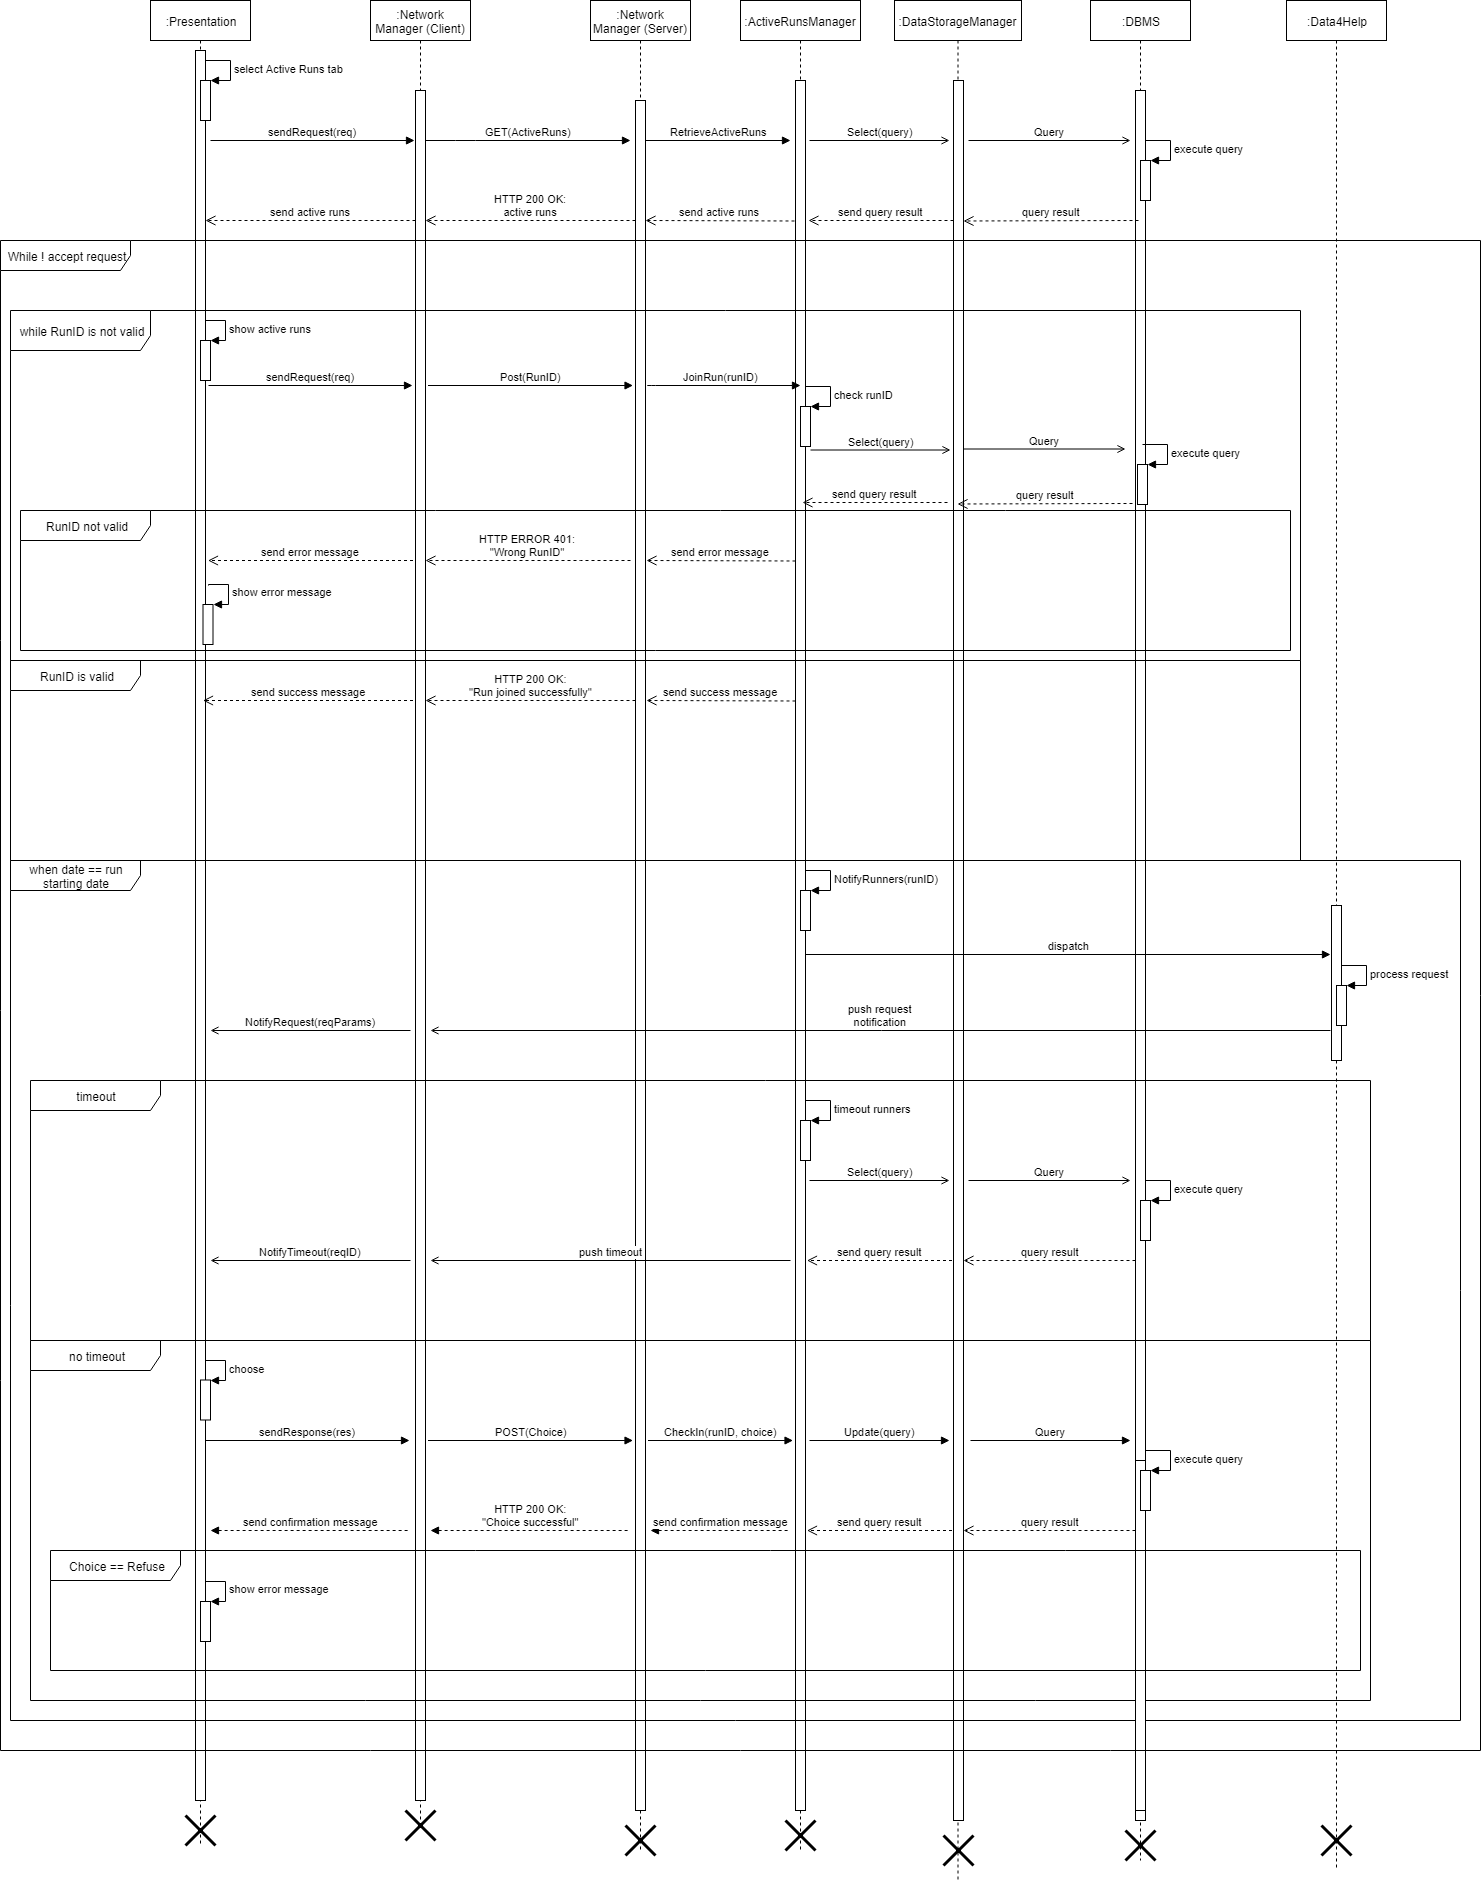 :Presentation
:Network
Manager (Client)
:Network
Manager (Server)
:ActiveRunsManager
:DataStorageManager
:DBMS
:Data4Help
select Active Runs tab
sendRequest(req)
GET(ActiveRuns)
RetrieveActiveRuns
Select(query)
Query
execute query
send active runs
HTTP 200 OK:
active runs
send active runs
send query result
query result
While ! accept request
while RunID is not valid
show active runs
sendRequest(req)
Post(RunID)
JoinRun(runID)
check runID
Select(query)
Query
execute query
send query result
query result
RunID not valid
send error message
HTTP ERROR 401:
"Wrong RunID"
send error message
show error message
RunID is valid
send success message
HTTP 200 OK:
"Run joined successfully"
send success message
when date == run
starting date
NotifyRunners(runID)
dispatch
process request
NotifyRequest(reqParams)
push request
notification
timeout
timeout runners
Select(query)
Query
execute query
NotifyTimeout(reqID)
push timeout
send query result
query result
no timeout
choose
sendResponse(res)
POST(Choice)
CheckIn(runID, choice)
Update(query)
Query
execute query
send confirmation message
HTTP 200 OK:
"Choice successful"
send confirmation message
send query result
query result
Choice == Refuse
show error message